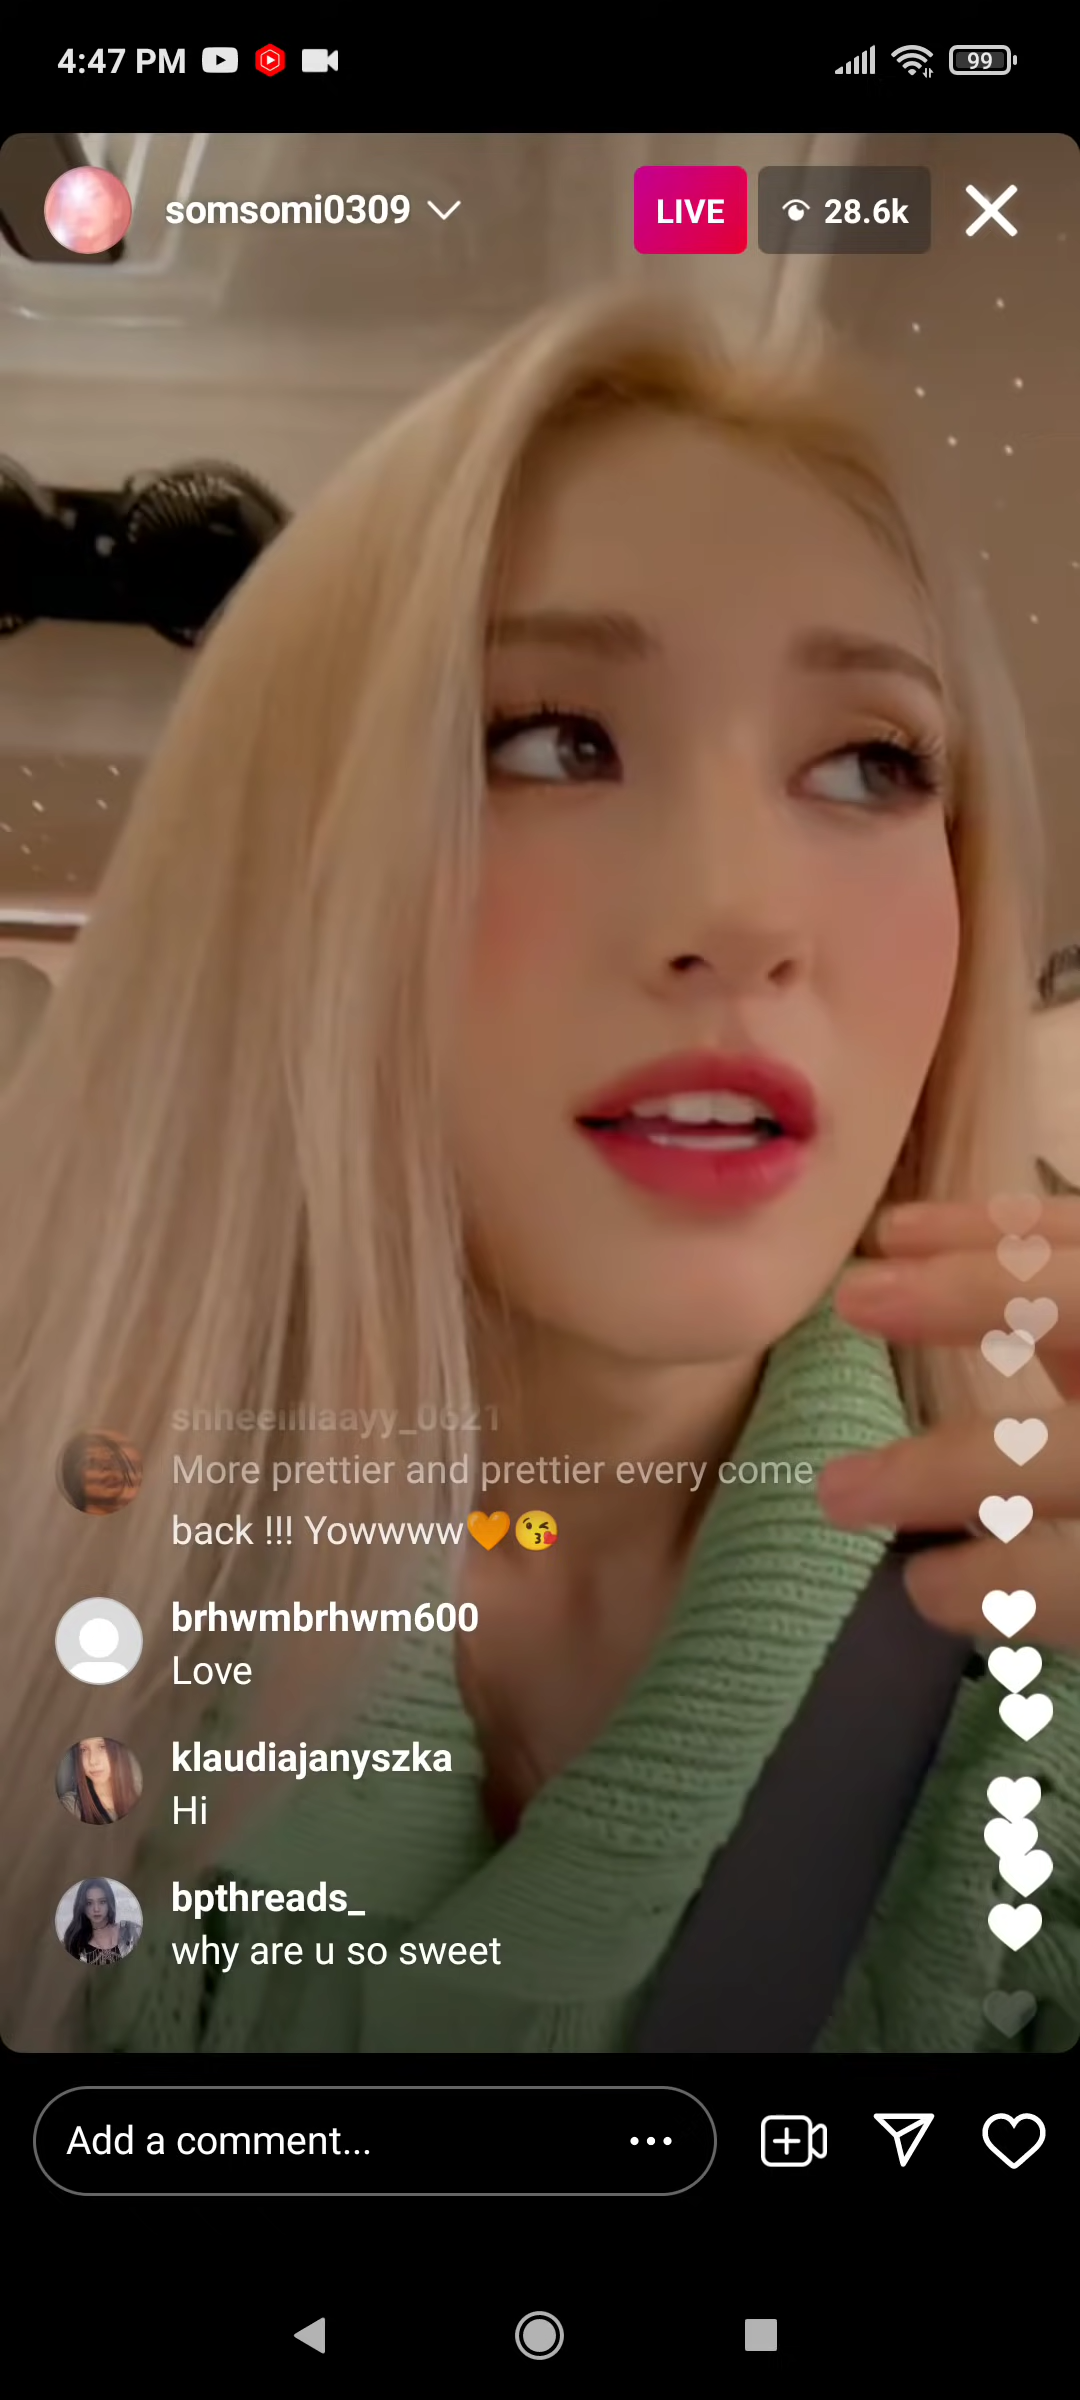 4:47 PM
99
somsomi0309
LIVE
28.6k
More prettier and prettier every come
back !!! Yowwww🧡😘
brhwmbrhwm600
Love
klaudiajanyszka
Hi
bpthreads_
why are u so sweet
Add a comment...